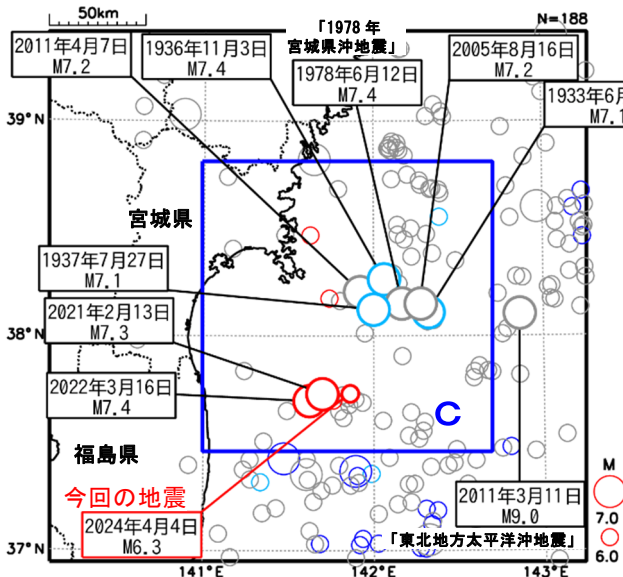 50km
N=188
「1978 年
宮城県沖地震」
2011年4月7日
M7.2
1936年11月3日
M7.4
1978年6月12日
M7.4
2005年8月16日
M7.2
1933年6月
M7.1
39°N
宮城県
1937年7月27日
M7.1
2021年2月13日
M7.3
38°N
2022年3月16日
M7.4
C
福島県
今回の地震
2024年4月4日
M6.3
2011年3月11日
M9.0
「東北地方太平洋沖地震」
M
7.0
6.0
37°N
141°E
142°E
143°E